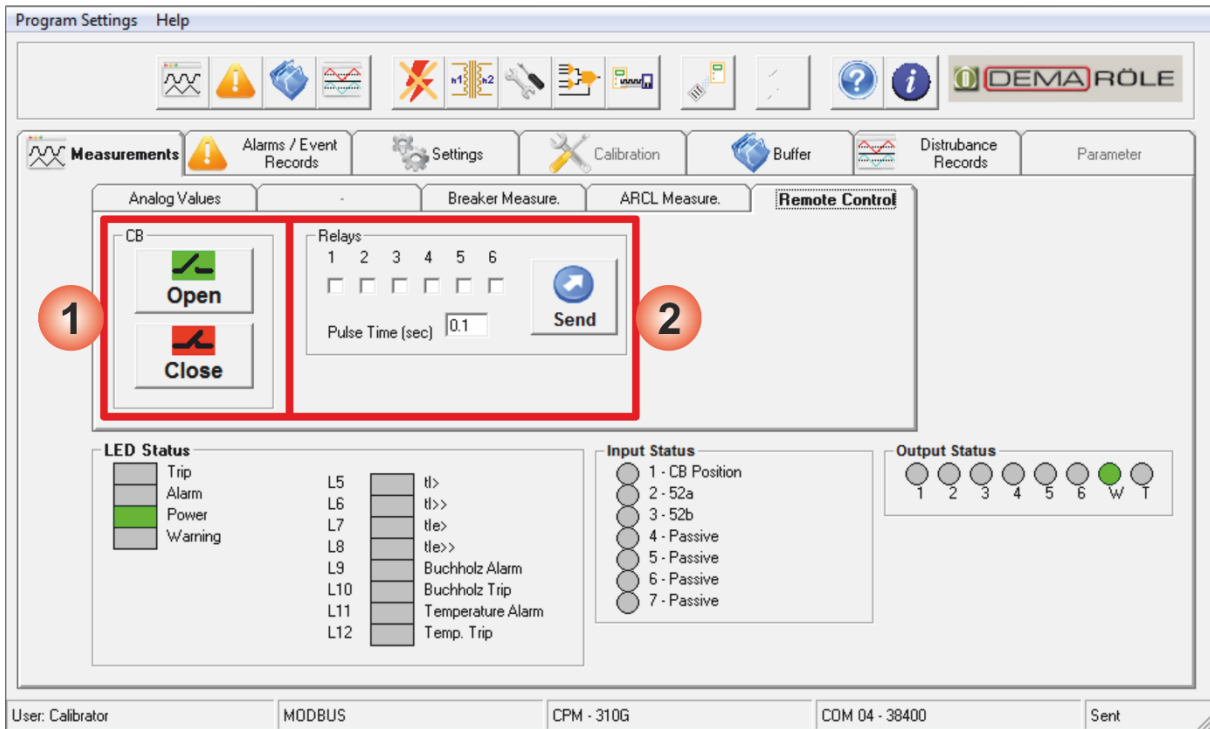 Program Settings Help
n1 n2
DEMA RÖLE
Measurements
Alarms / Event
Records
Settings
Calibration
Buffer
Distrubance
Records
Parameter
Analog Values
-
Breaker Measure.
ARCL Measure.
Remote Control
CB
Open
Close
1
Relays
1 2 3 4 5 6
Pulse Time (sec) 0.1
Send
2
LED Status
Trip
Alarm
Power
Warning
L5 tI>
L6 tI>>
L7 tIe>
L8 tIe>>
L9 Buchholz Alarm
L10 Buchholz Trip
L11 Temperature Alarm
L12 Temp. Trip
Input Status
1 - CB Position
2 - 52a
3 - 52b
4 - Passive
5 - Passive
6 - Passive
7 - Passive
Output Status
1 2 3 4 5 6 W T
User: Calibrator MODBUS CPM - 310G COM 04 - 38400 Sent